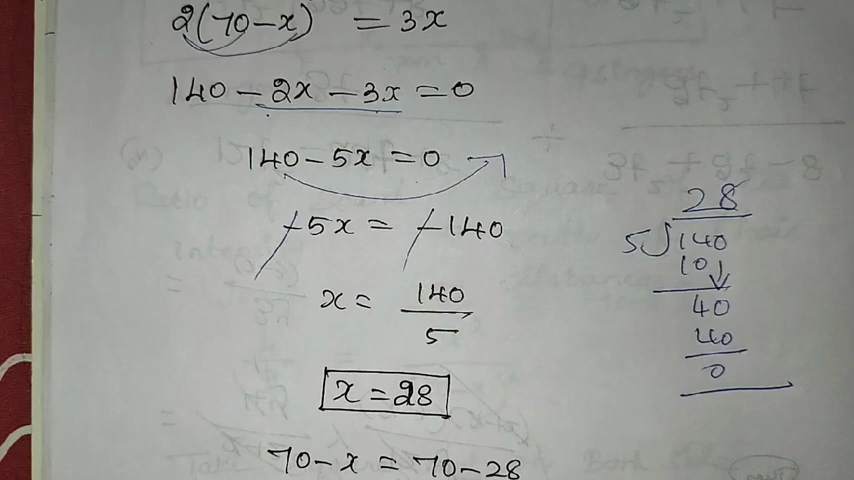 2(70-x) = 3x
140 - 2x - 3x = 0
140 - 5x = 0
-5x = -140
x = 140/5
x = 28
70 - x = 70 - 28
28
5)140
10
40
40
0